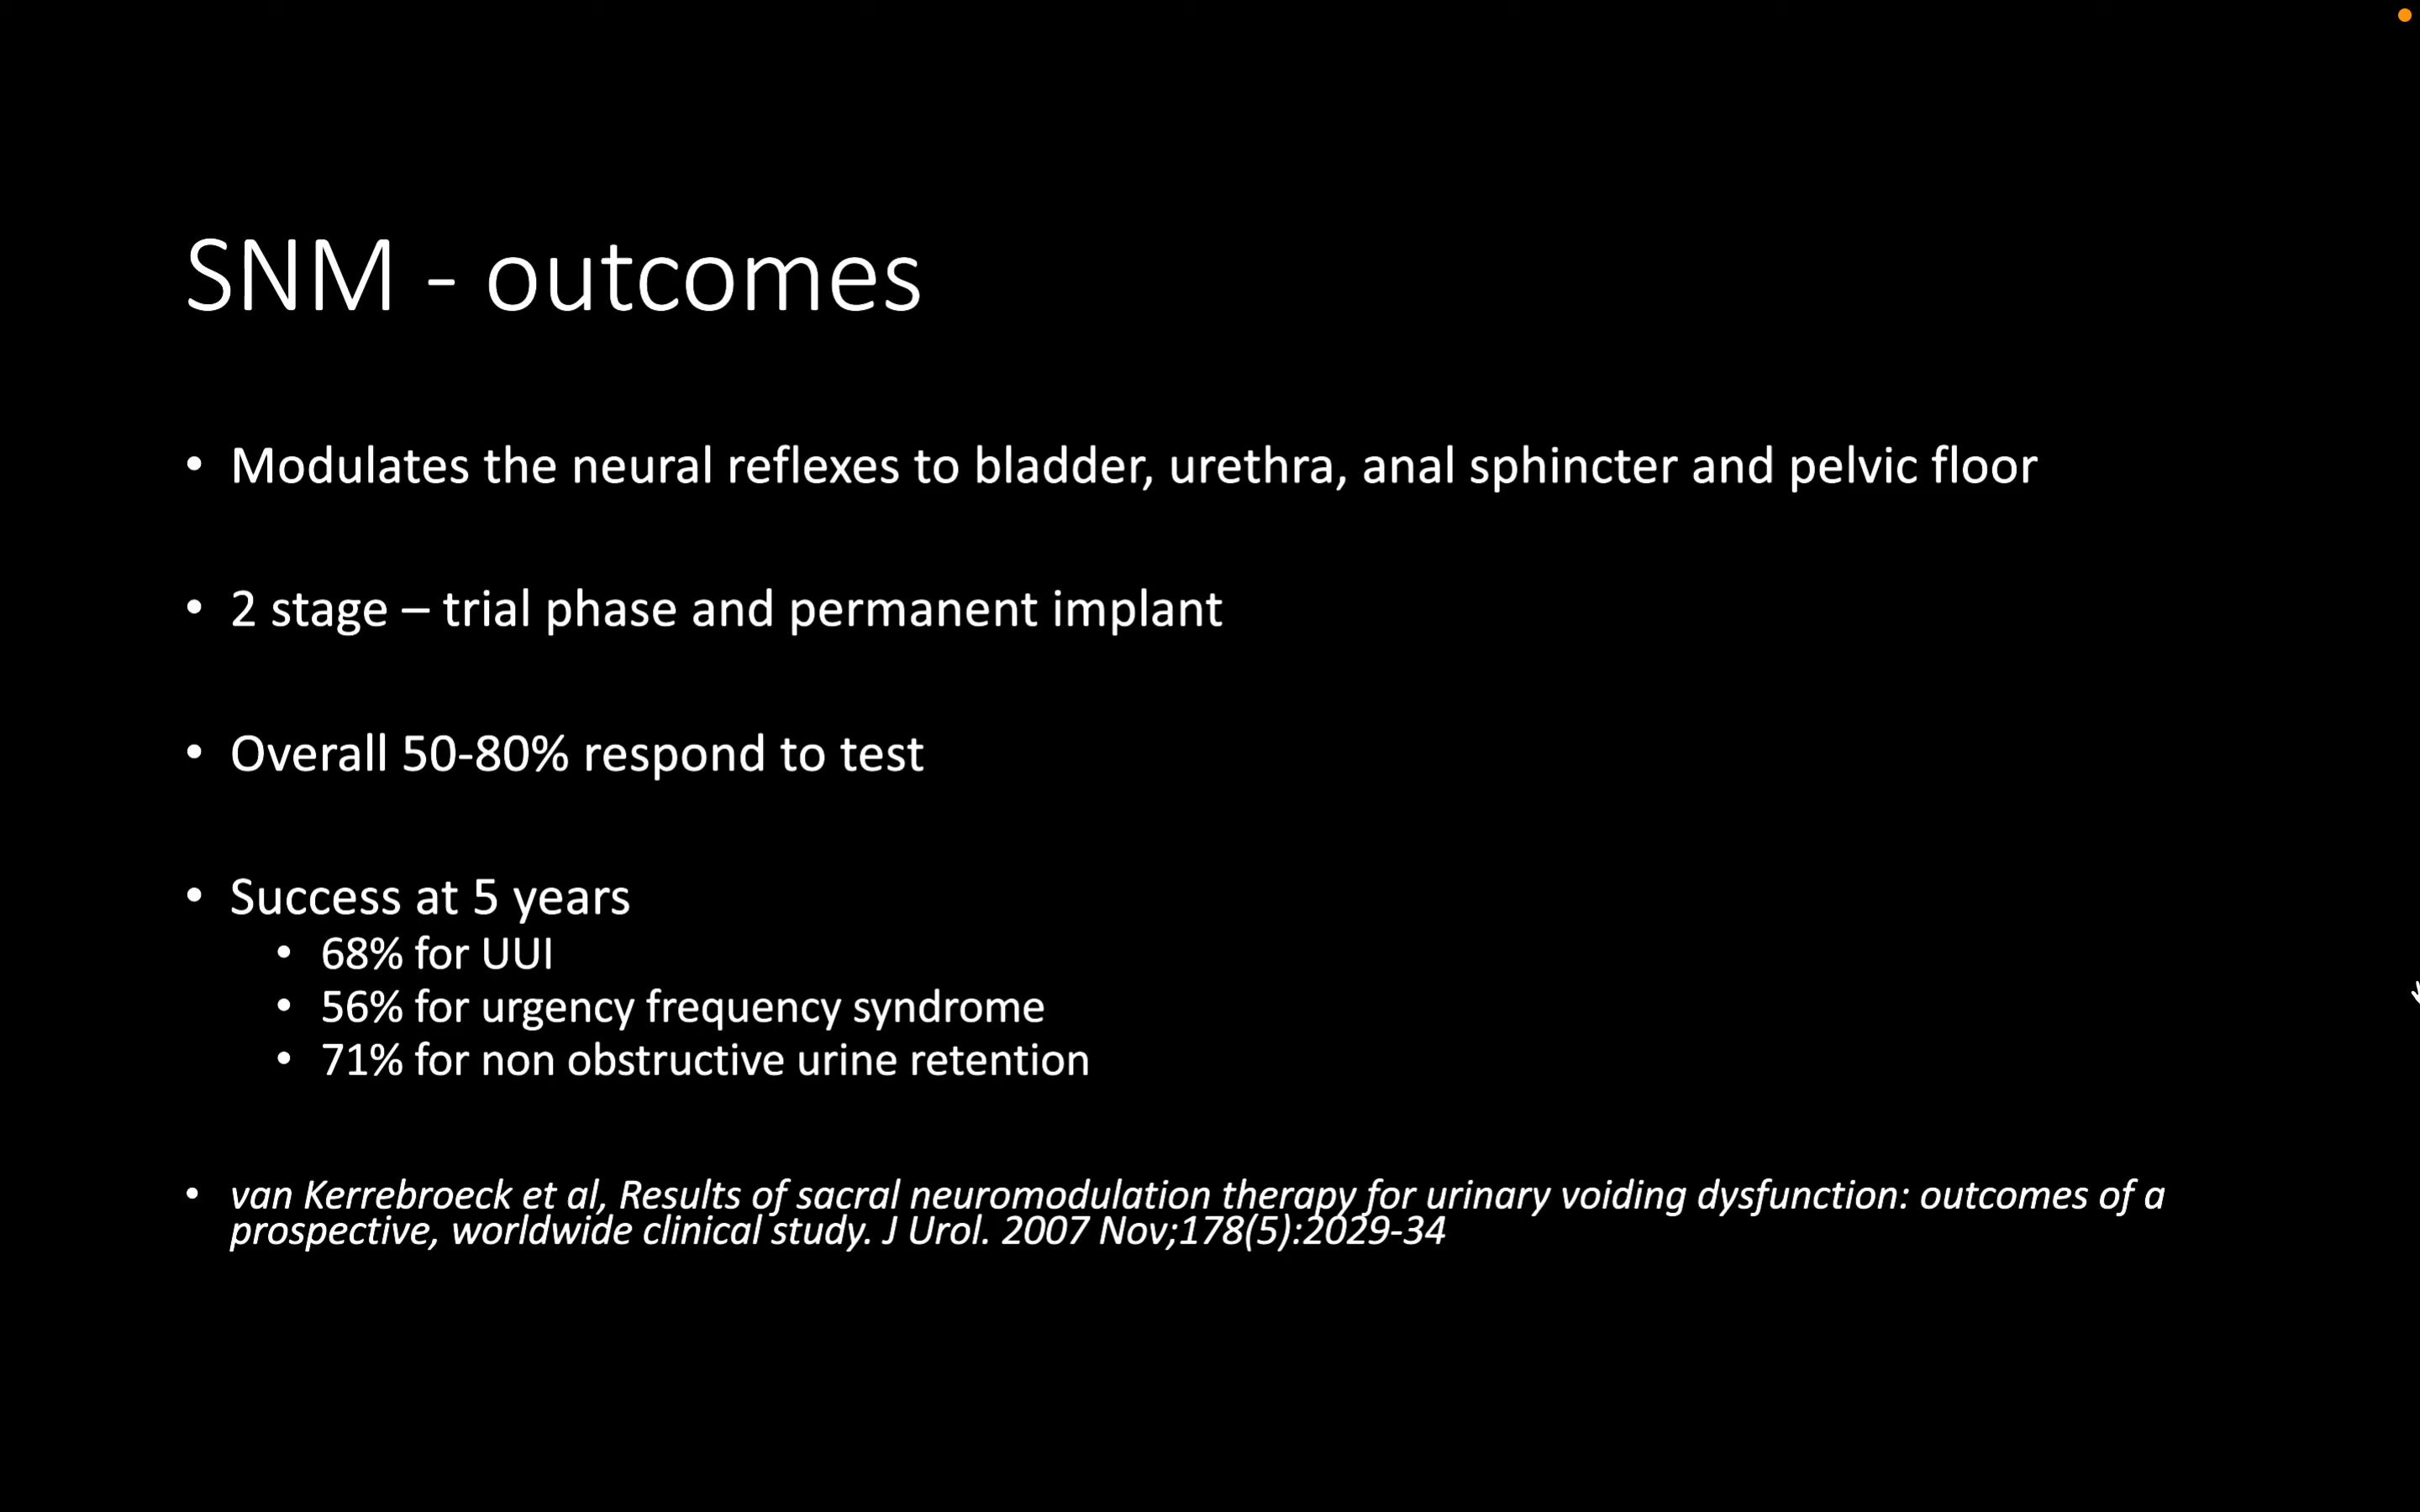 SNM - outcomes
• Modulates the neural reflexes to bladder, urethra, anal sphincter and pelvic floor
• 2 stage – trial phase and permanent implant
• Overall 50-80% respond to test
• Success at 5 years
• 68% for UUI
• 56% for urgency frequency syndrome
• 71% for non obstructive urine retention
• van Kerrebroeck et al, Results of sacral neuromodulation therapy for urinary voiding dysfunction: outcomes of a
prospective, worldwide clinical study. J Urol. 2007 Nov;178(5):2029-34